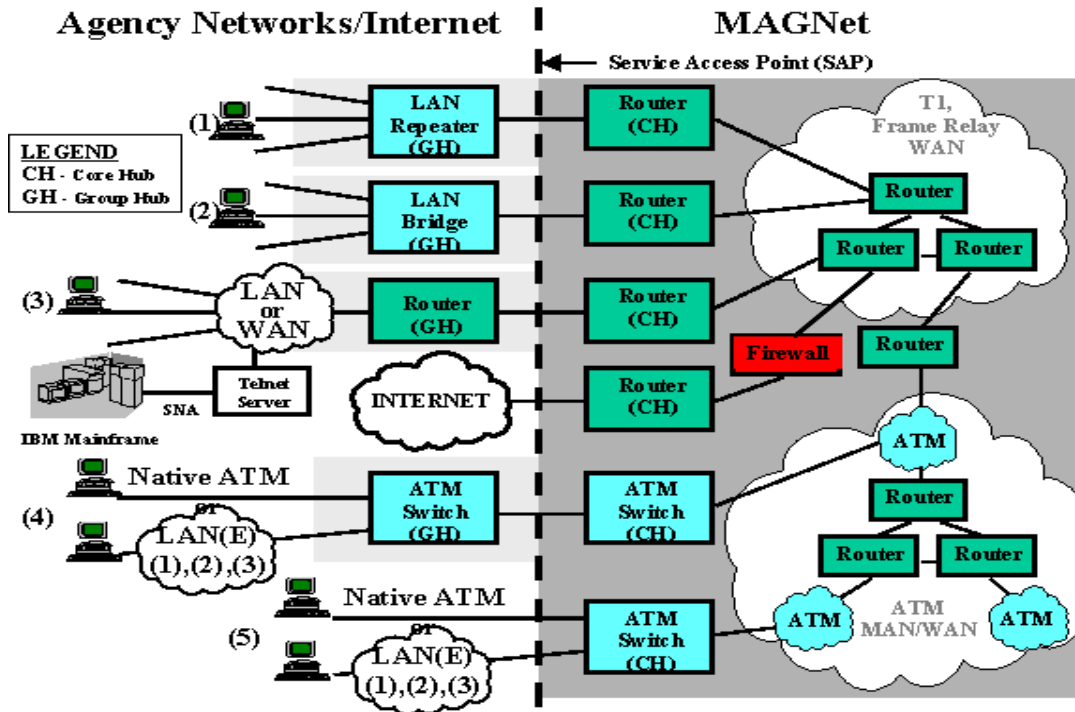 Agency Networks/Internet
MAGNet
Service Access Point (SAP)
LEGEND
CH - Core Hub
GH - Group Hub
(1)
LAN
Repeater
(GH)
Router
(CH)
T1,
Frame Relay
WAN
(2)
LAN
Bridge
(GH)
Router
(CH)
Router
Router
Router
(3)
LAN
or
WAN
Router
(GH)
Router
(CH)
Firewall
Router
IBM Mainframe
SNA
Telnet
Server
INTERNET
Router
(CH)
ATM
(4)
Native ATM
or
LAN(E)
(1),(2),(3)
ATM
Switch
(GH)
ATM
Switch
(CH)
Router
Router
Router
ATM
ATM
ATM
MAN/WAN
(5)
Native ATM
or
LAN(E)
(1),(2),(3)
ATM
Switch
(CH)